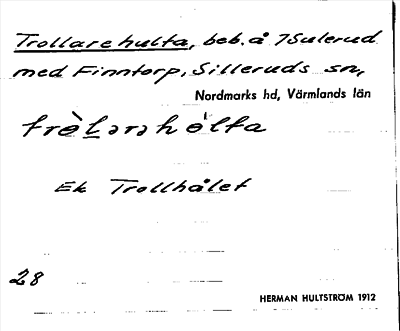 Trollarehulta, beb. å 7Sulerud
med Finntorp, Silleruds sn,
Nordmarks hd, Värmlands län
Ek Trollhålet
28
HERMAN HULTSTRÖM 1912